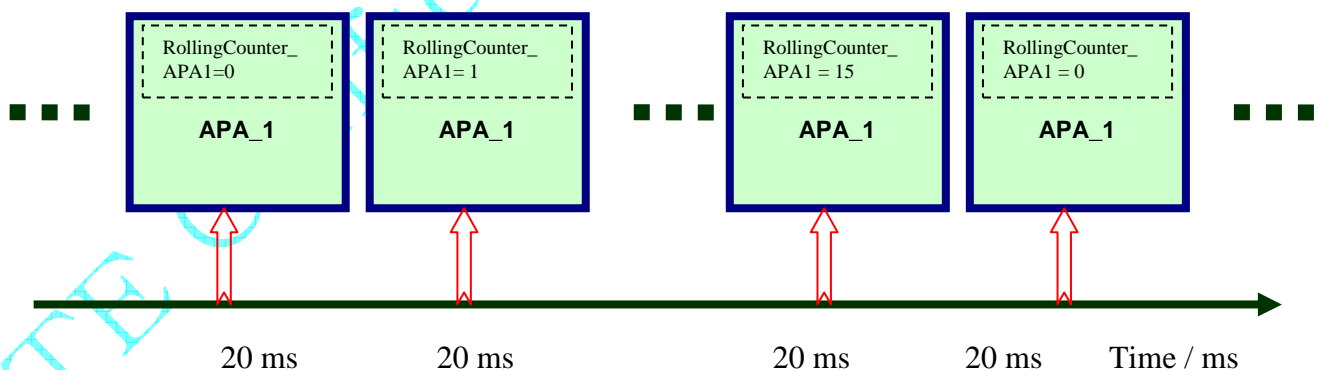 RollingCounter_
APA1=0
APA_1
RollingCounter_
APA1= 1
APA_1
RollingCounter_
APA1 = 15
APA_1
RollingCounter_
APA1 = 0
APA_1
20 ms
20 ms
20 ms
20 ms
Time / ms